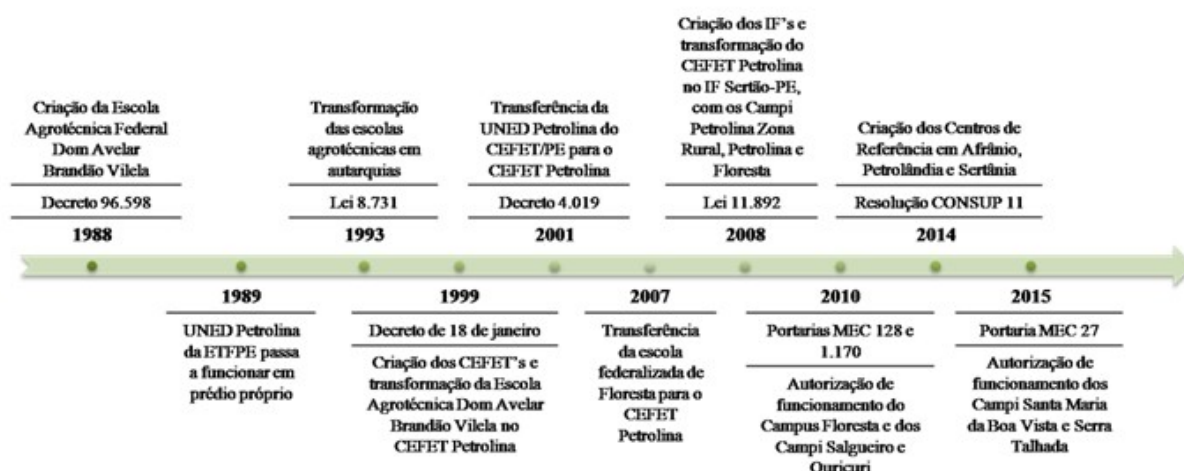 Criação da Escola
Agrotécnica Federal
Dom Avelar
Brandão Vilela
Decreto 96.598
1988
Transformação
das escolas
agrotécnicas em
autarquias
Lei 8.731
1993
Transferência da
UNED Petrolina do
CEFET/PE para o
CEFET Petrolina
Decreto 4.019
2001
Criação dos IF's e
transformação do
CEFET Petrolina
no IF Sertão-PE,
com os Campi
Petrolina Zona
Rural, Petrolina e
Floresta
Lei 11.892
2008
Criação dos Centros de
Referência em Afrânio,
Petrolândia e Sertânia
Resolução CONSUP 11
2014
1989
UNED Petrolina
da ETFPE passa
a funcionar em
prédio próprio
1999
Decreto de 18 de janeiro
Criação dos CEFET's e
transformação da Escola
Agrotécnica Dom Avelar
Brandão Vilela no
CEFET Petrolina
2007
Transferência
da escola
federalizada de
Floresta para o
CEFET
Petrolina
2010
Portarias MEC 128 e
1.170
Autorização de
funcionamento do
Campus Floresta e dos
Campi Salgueiro e
Ouricuri
2015
Portaria MEC 27
Autorização de
funcionamento dos
Campi Santa Maria
da Boa Vista e Serra
Talhada